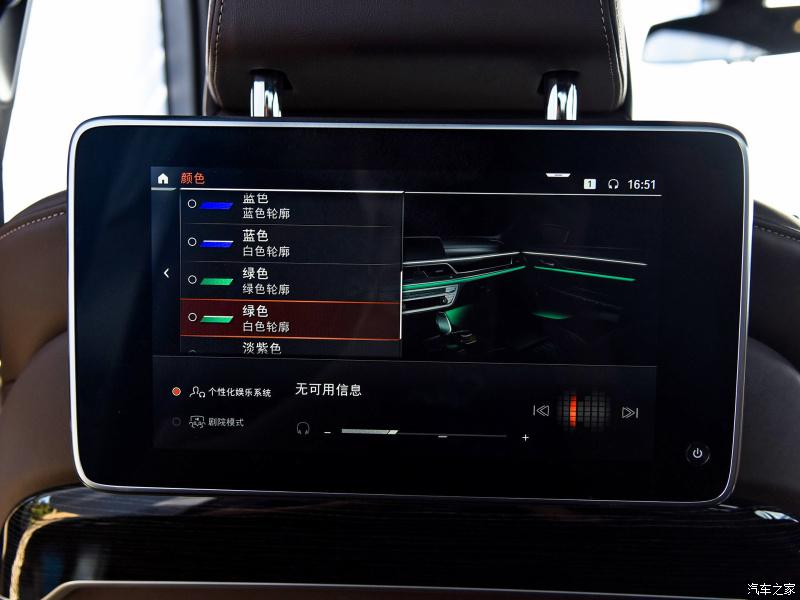 颜色
1 16:51
蓝色
蓝色轮廓
蓝色
白色轮廓
绿色
绿色轮廓
绿色
白色轮廓
淡紫色
个性化娱乐系统
无可用信息
剧院模式
汽车之家